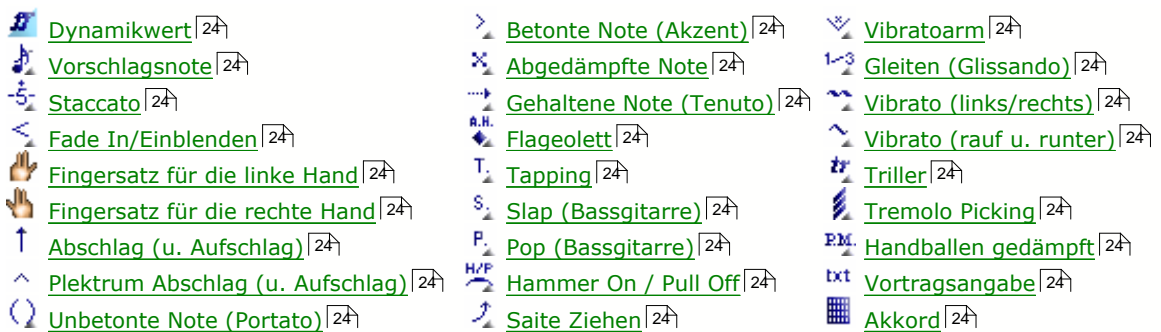 Dynamikwert 24
Vorschlagsnote 24
-5- Staccato 24
Fade In/Einblenden 24
Fingersatz für die linke Hand 24
Fingersatz für die rechte Hand 24
Abschlag (u. Aufschlag) 24
Plektrum Abschlag (u. Aufschlag) 24
Unbetonte Note (Portato) 24
> Betonte Note (Akzent) 24
Abgedämpfte Note 24
Gehaltene Note (Tenuto) 24
A.H. Flageolett 24
T. Tapping 24
S. Slap (Bassgitarre) 24
P. Pop (Bassgitarre) 24
H/P Hammer On / Pull Off 24
Saite Ziehen 24
Vibratoarm 24
1-3 Gleiten (Glissando) 24
Vibrato (links/rechts) 24
Vibrato (rauf u. runter) 24
tr Triller 24
Tremolo Picking 24
P.M. Handballen gedämpft 24
txt Vortragsangabe 24
Akkord 24